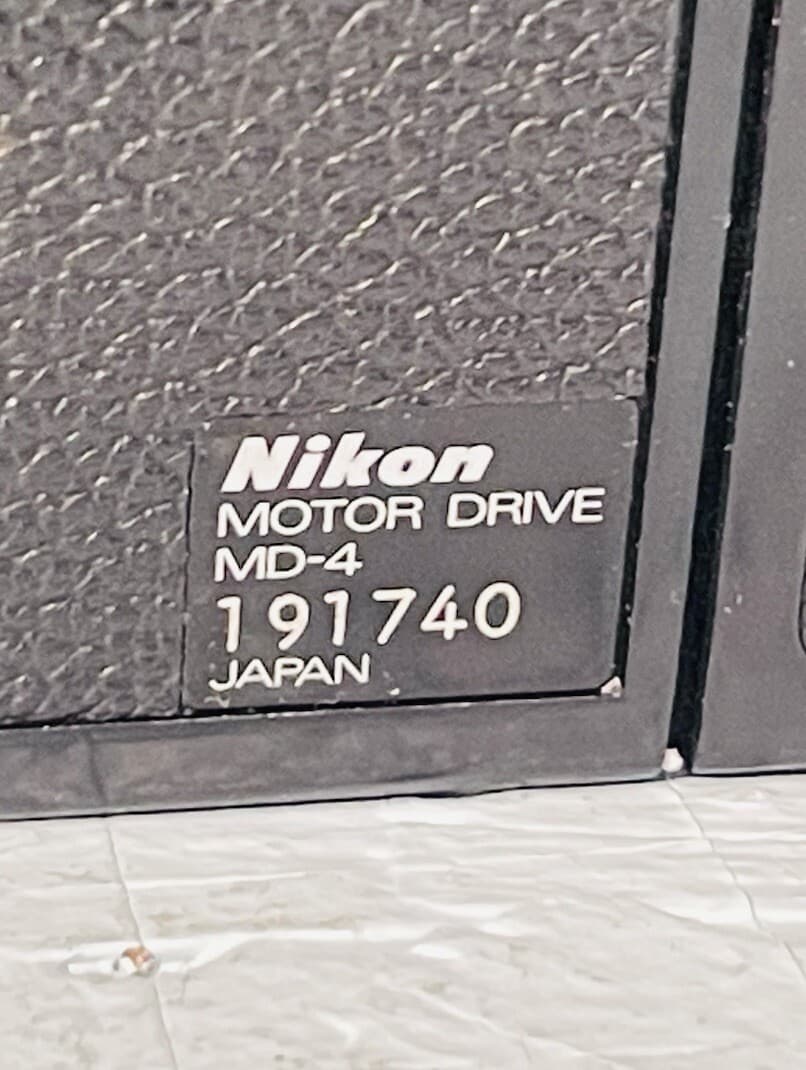 Nikon
MOTOR DRIVE
MD-4
191740
JAPAN